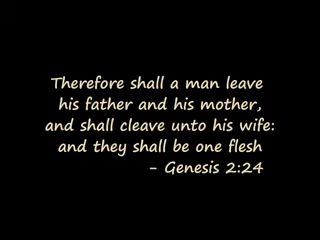 Therefore shall a man leave
his father and his mother,
and shall cleave unto his wife:
and they shall be one flesh
- Genesis 2:24